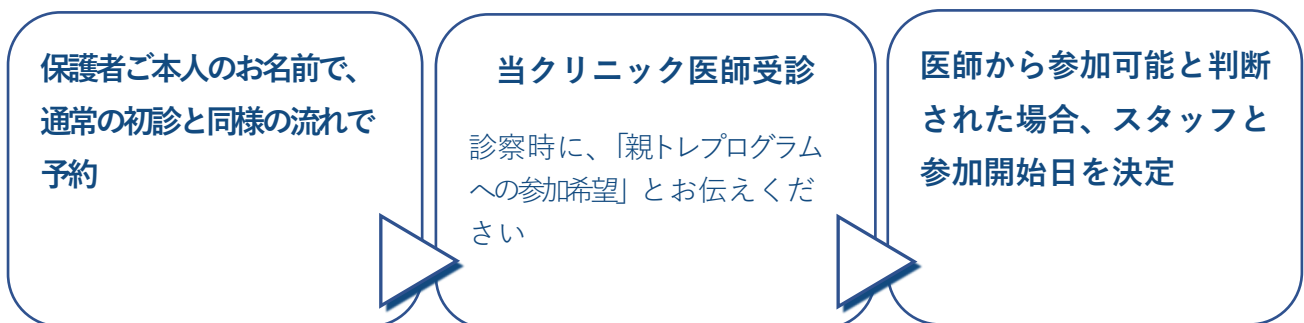 保護者ご本人のお名前で、
通常の初診と同様の流れで
予約
当クリニック医師受診
診察時に、「親トレプログラム
への参加希望」とお伝えくだ
さい
医師から参加可能と判断
された場合、スタッフと
参加開始日を決定